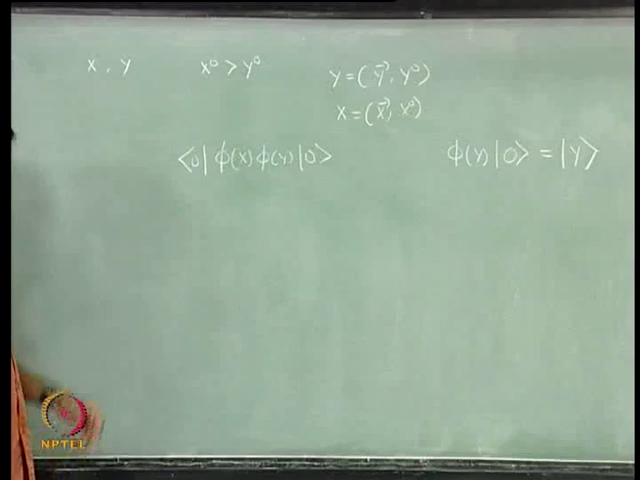 x , y    x⁰ > y⁰    y = (y⃗, y⁰)
x = (x⃗, x⁰)
⟨0| ϕ(x) ϕ(y) |0⟩    ϕ(y) |0⟩ = |y⟩
NPTEL